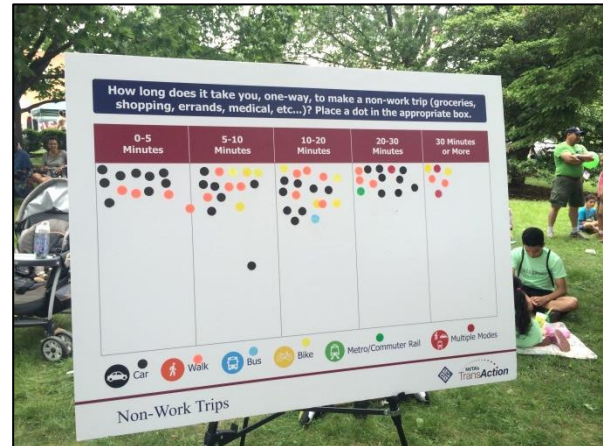 How long does it take you, one-way, to make a non-work trip (groceries,
shopping, errands, medical, etc...)? Place a dot in the appropriate box.
0-5
Minutes
5-10
Minutes
10-20
Minutes
20-30
Minutes
30 Minutes
or More
Car
Walk
Bus
Bike
Metro/Commuter Rail
Multiple Modes
Non-Work Trips
TransAction